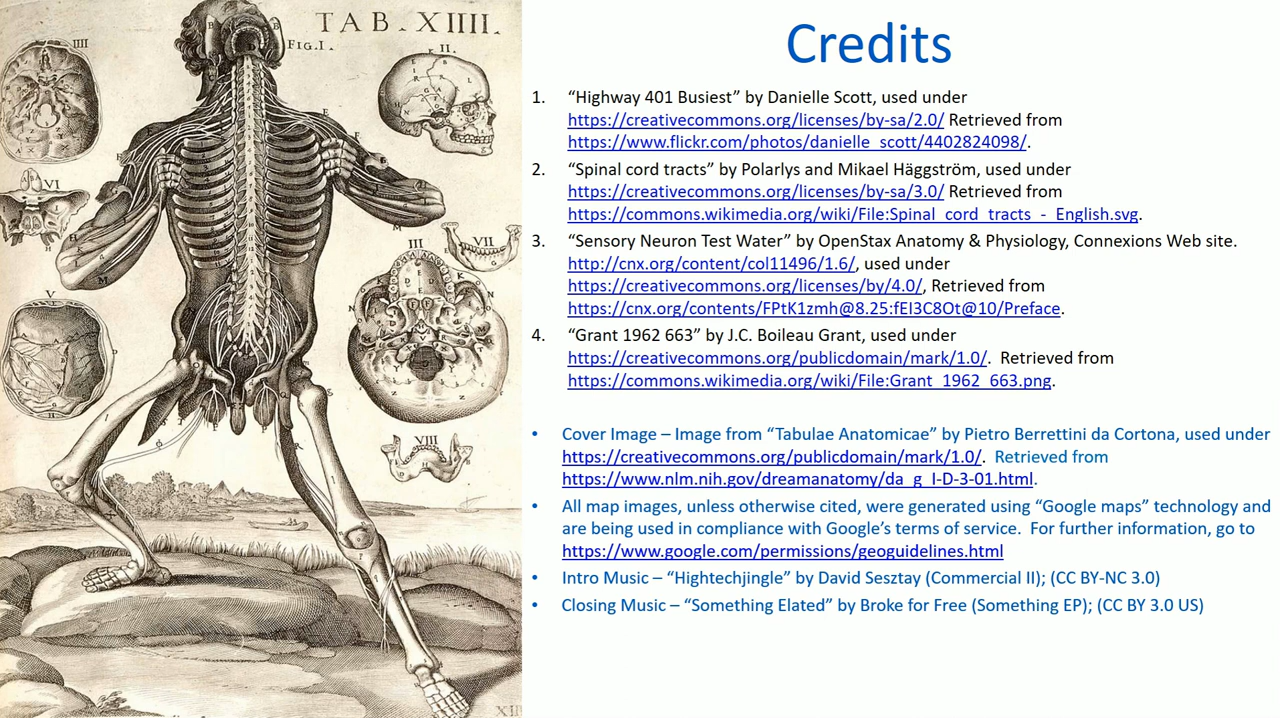 TAB. XIIII.
FIG.I.
IIII
II.
VI
III
VII
V
VIII
Credits
1. “Highway 401 Busiest” by Danielle Scott, used under
https://creativecommons.org/licenses/by-sa/2.0/ Retrieved from
https://www.flickr.com/photos/danielle_scott/4402824098/.
2. “Spinal cord tracts” by Polarlys and Mikael Häggström, used under
https://creativecommons.org/licenses/by-sa/3.0/ Retrieved from
https://commons.wikimedia.org/wiki/File:Spinal_cord_tracts_-_English.svg.
3. “Sensory Neuron Test Water” by OpenStax Anatomy & Physiology, Connexions Web site.
http://cnx.org/content/col11496/1.6/, used under
https://creativecommons.org/licenses/by/4.0/, Retrieved from
https://cnx.org/contents/FPtK1zmh@8.25:fEI3C8Ot@10/Preface.
4. “Grant 1962 663” by J.C. Boileau Grant, used under
https://creativecommons.org/publicdomain/mark/1.0/. Retrieved from
https://commons.wikimedia.org/wiki/File:Grant_1962_663.png.
• Cover Image – Image from “Tabulae Anatomicae” by Pietro Berrettini da Cortona, used under
https://creativecommons.org/publicdomain/mark/1.0/. Retrieved from
https://www.nlm.nih.gov/dreamanatomy/da_g_I-D-3-01.html.
• All map images, unless otherwise cited, were generated using “Google maps” technology and
are being used in compliance with Google’s terms of service. For further information, go to
https://www.google.com/permissions/geoguidelines.html
• Intro Music – “Hightechjingle” by David Sesztay (Commercial II); (CC BY-NC 3.0)
• Closing Music – “Something Elated” by Broke for Free (Something EP); (CC BY 3.0 US)